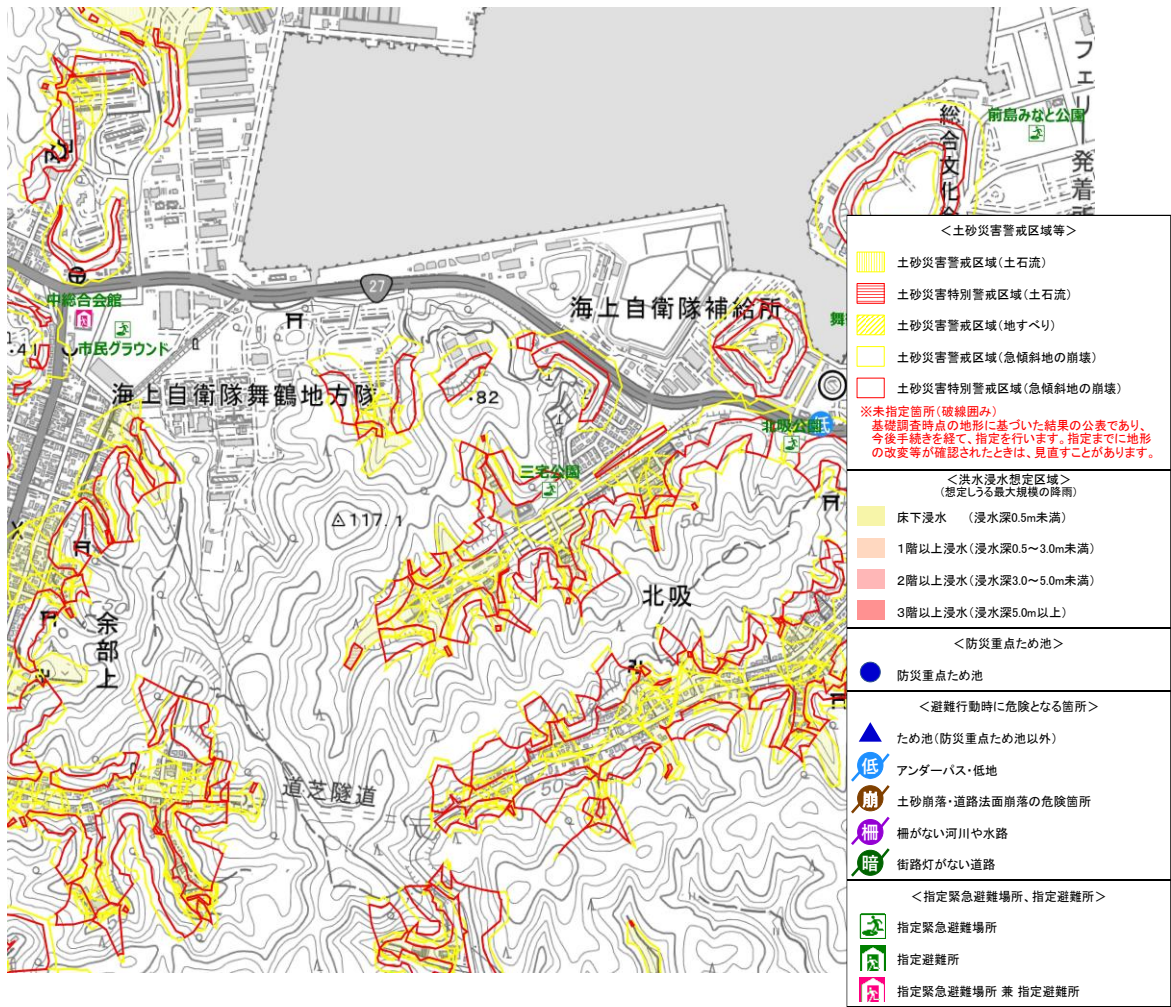 フェリー発着所
前島みなと公園
総合文化会
27
中総合会館
市民グラウンド
海上自衛隊補給所
舞
・41
海上自衛隊舞鶴地方隊
・82
低
北吸公園
三宅公園
117.1
50
北吸
余部上
道芝隧道
50
<土砂災害警戒区域等>
土砂災害警戒区域(土石流)
土砂災害特別警戒区域(土石流)
土砂災害警戒区域(地すべり)
土砂災害警戒区域(急傾斜地の崩壊)
土砂災害特別警戒区域(急傾斜地の崩壊)
※未指定箇所(破線囲み)
基礎調査時点の地形に基づいた結果の公表であり、
今後手続きを経て、指定を行います。指定までに地形
の改変等が確認されたときは、見直すことがあります。
<洪水浸水想定区域>
(想定しうる最大規模の降雨)
床下浸水 (浸水深0.5m未満)
1階以上浸水(浸水深0.5～3.0m未満)
2階以上浸水(浸水深3.0～5.0m未満)
3階以上浸水(浸水深5.0m以上)
<防災重点ため池>
防災重点ため池
<避難行動時に危険となる箇所>
ため池(防災重点ため池以外)
低 アンダーパス・低地
崩 土砂崩落・道路法面崩落の危険箇所
柵 柵がない河川や水路
暗 街路灯がない道路
<指定緊急避難場所、指定避難所>
指定緊急避難場所
指定避難所
指定緊急避難場所 兼 指定避難所